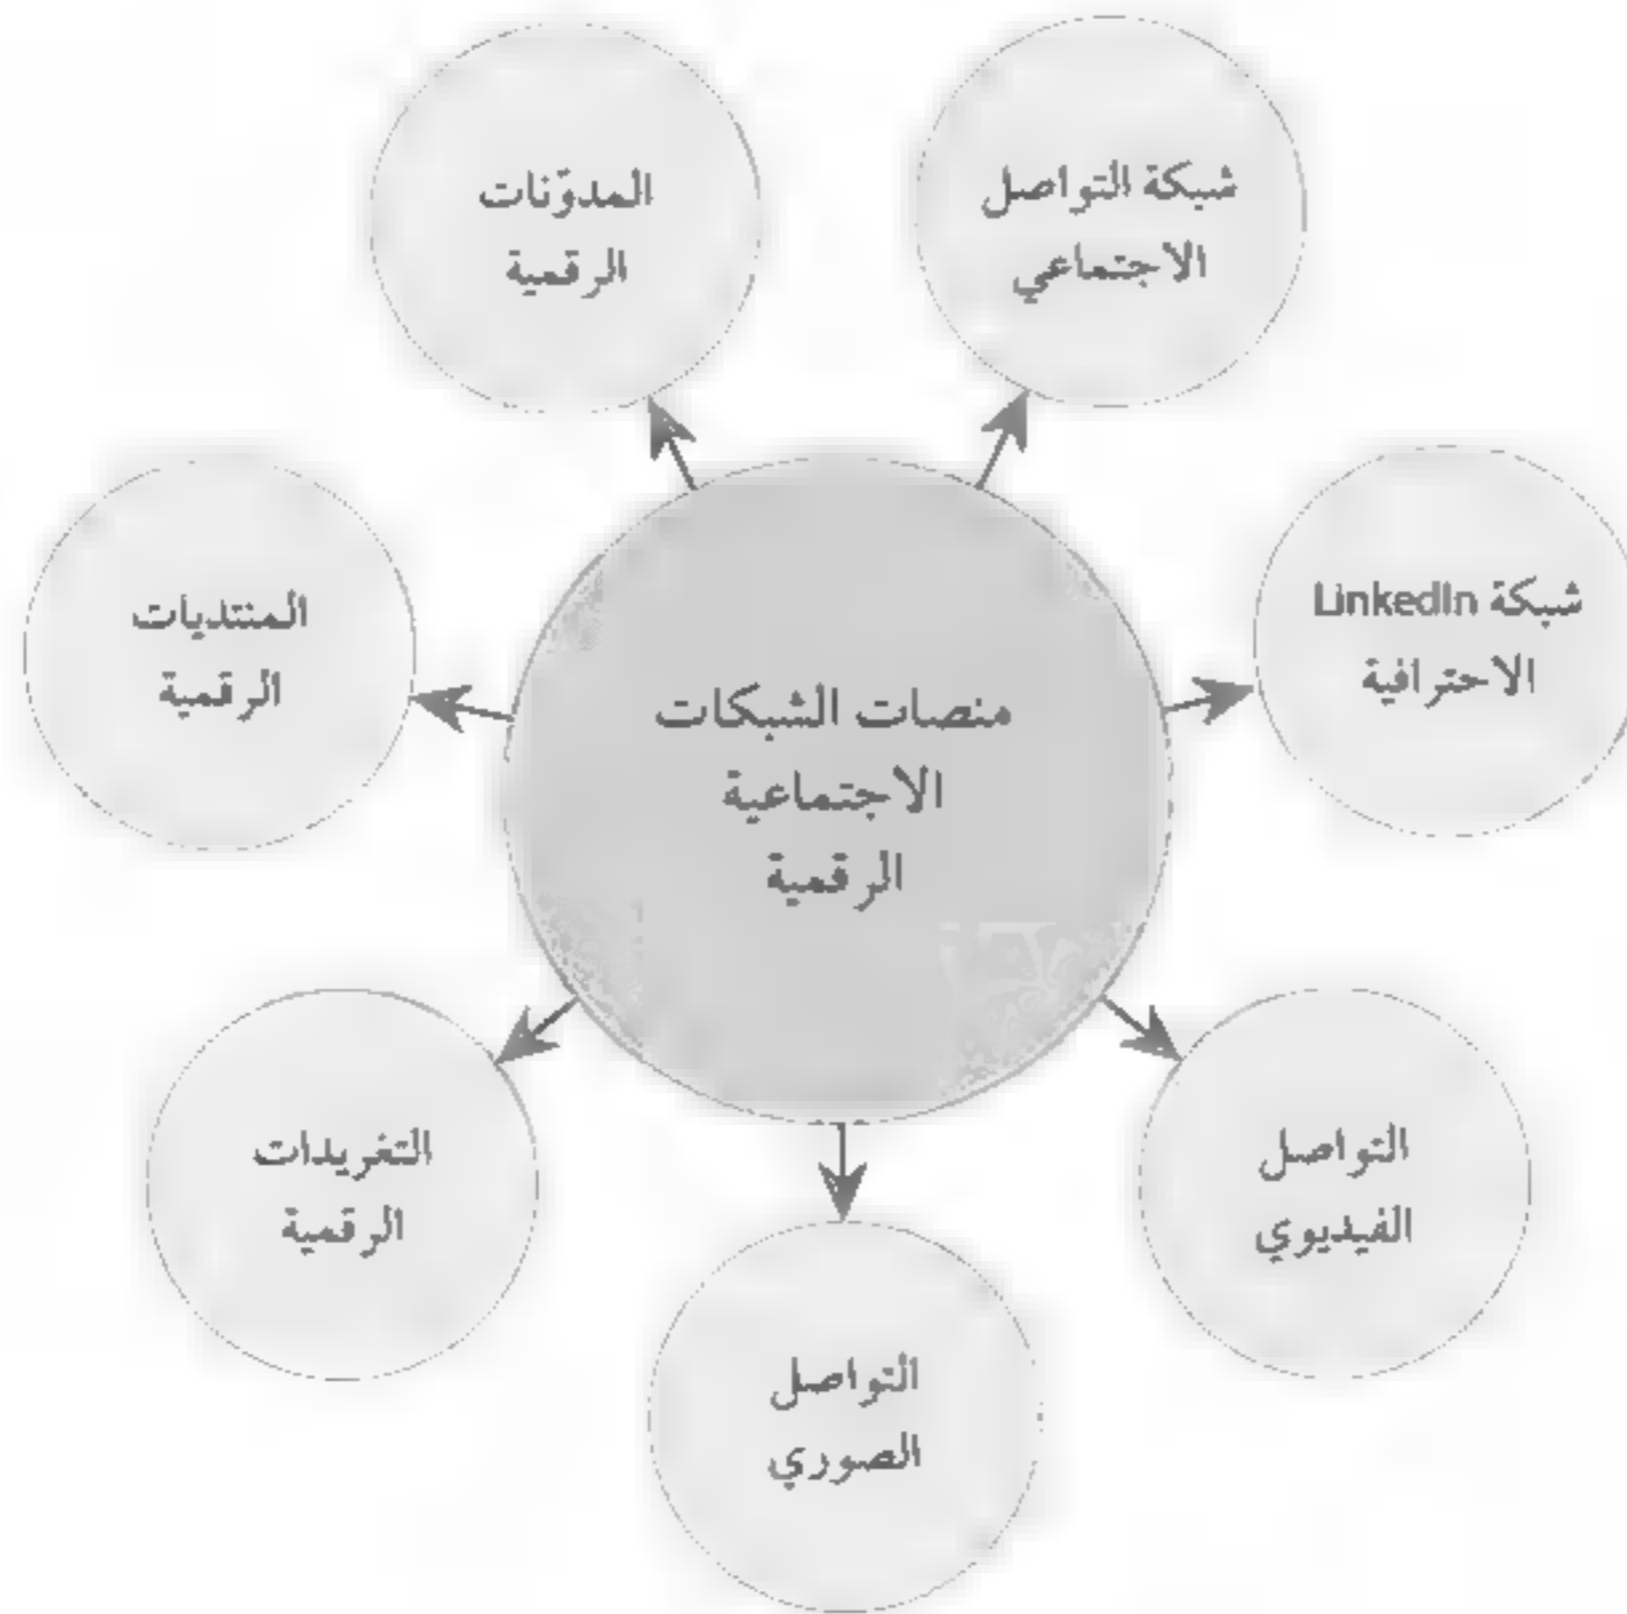 شبكة التواصل
الاجتماعي
المدوّنات
الرقمية
شبكة LinkedIn
الاحترافية
المنتديات
الرقمية
منصات الشبكات
الاجتماعية
الرقمية
التواصل
الفيديوي
التغريدات
الرقمية
التواصل
الصوري